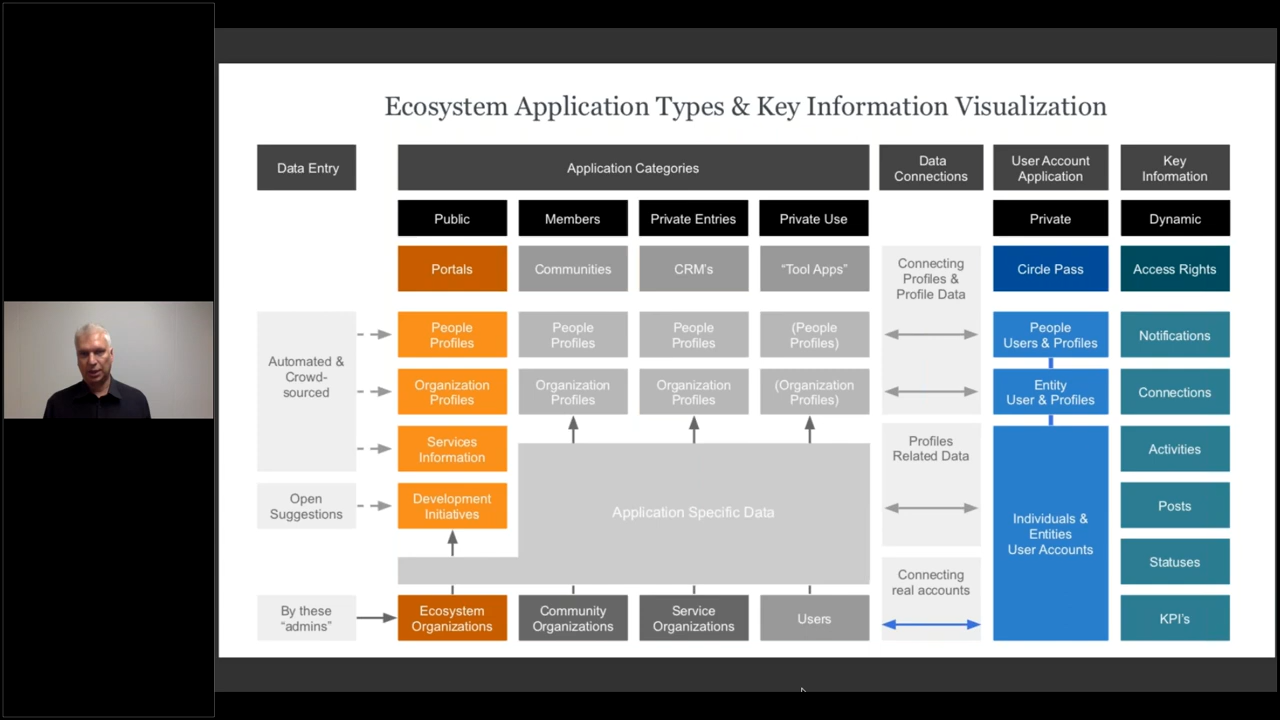 Ecosystem Application Types & Key Information Visualization
Data Entry
Application Categories
Data
Connections
User Account
Application
Key
Information
Public
Members
Private Entries
Private Use
Private
Dynamic
Portals
Communities
CRM's
“Tool Apps”
Connecting
Profiles &
Profile Data
Circle Pass
Access Rights
Automated &
Crowd-
sourced
People
Profiles
People
Profiles
People
Profiles
(People
Profiles)
People
Users & Profiles
Notifications
Organization
Profiles
Organization
Profiles
Organization
Profiles
(Organization
Profiles)
Entity
User & Profiles
Connections
Services
Information
Profiles
Related Data
Activities
Open
Suggestions
Development
Initiatives
Application Specific Data
Individuals &
Entities
User Accounts
Posts
Statuses
By these
“admins”
Ecosystem
Organizations
Community
Organizations
Service
Organizations
Users
Connecting
real accounts
KPI's